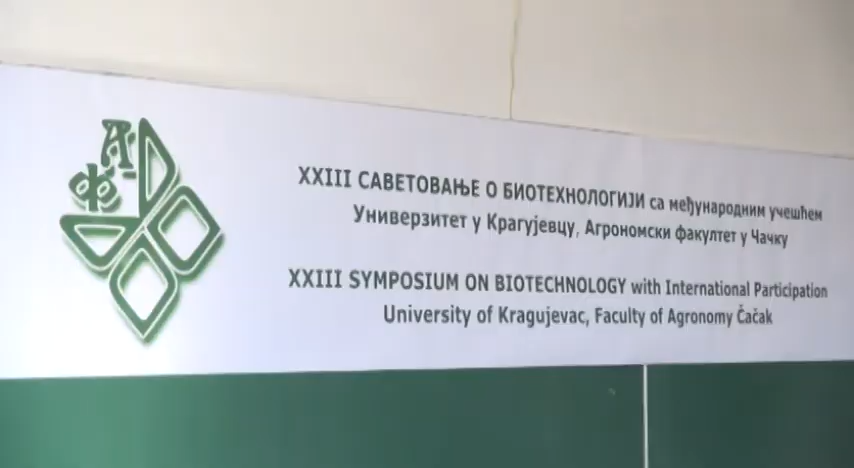 АФ
XXIII САВЕТОВАЊЕ О БИОТЕХНОЛОГИЈИ са међународним учешћем
Универзитет у Крагујевцу, Агрономски факултет у Чачку
XXIII SYMPOSIUM ON BIOTECHNOLOGY with International Participation
University of Kragujevac, Faculty of Agronomy Čačak